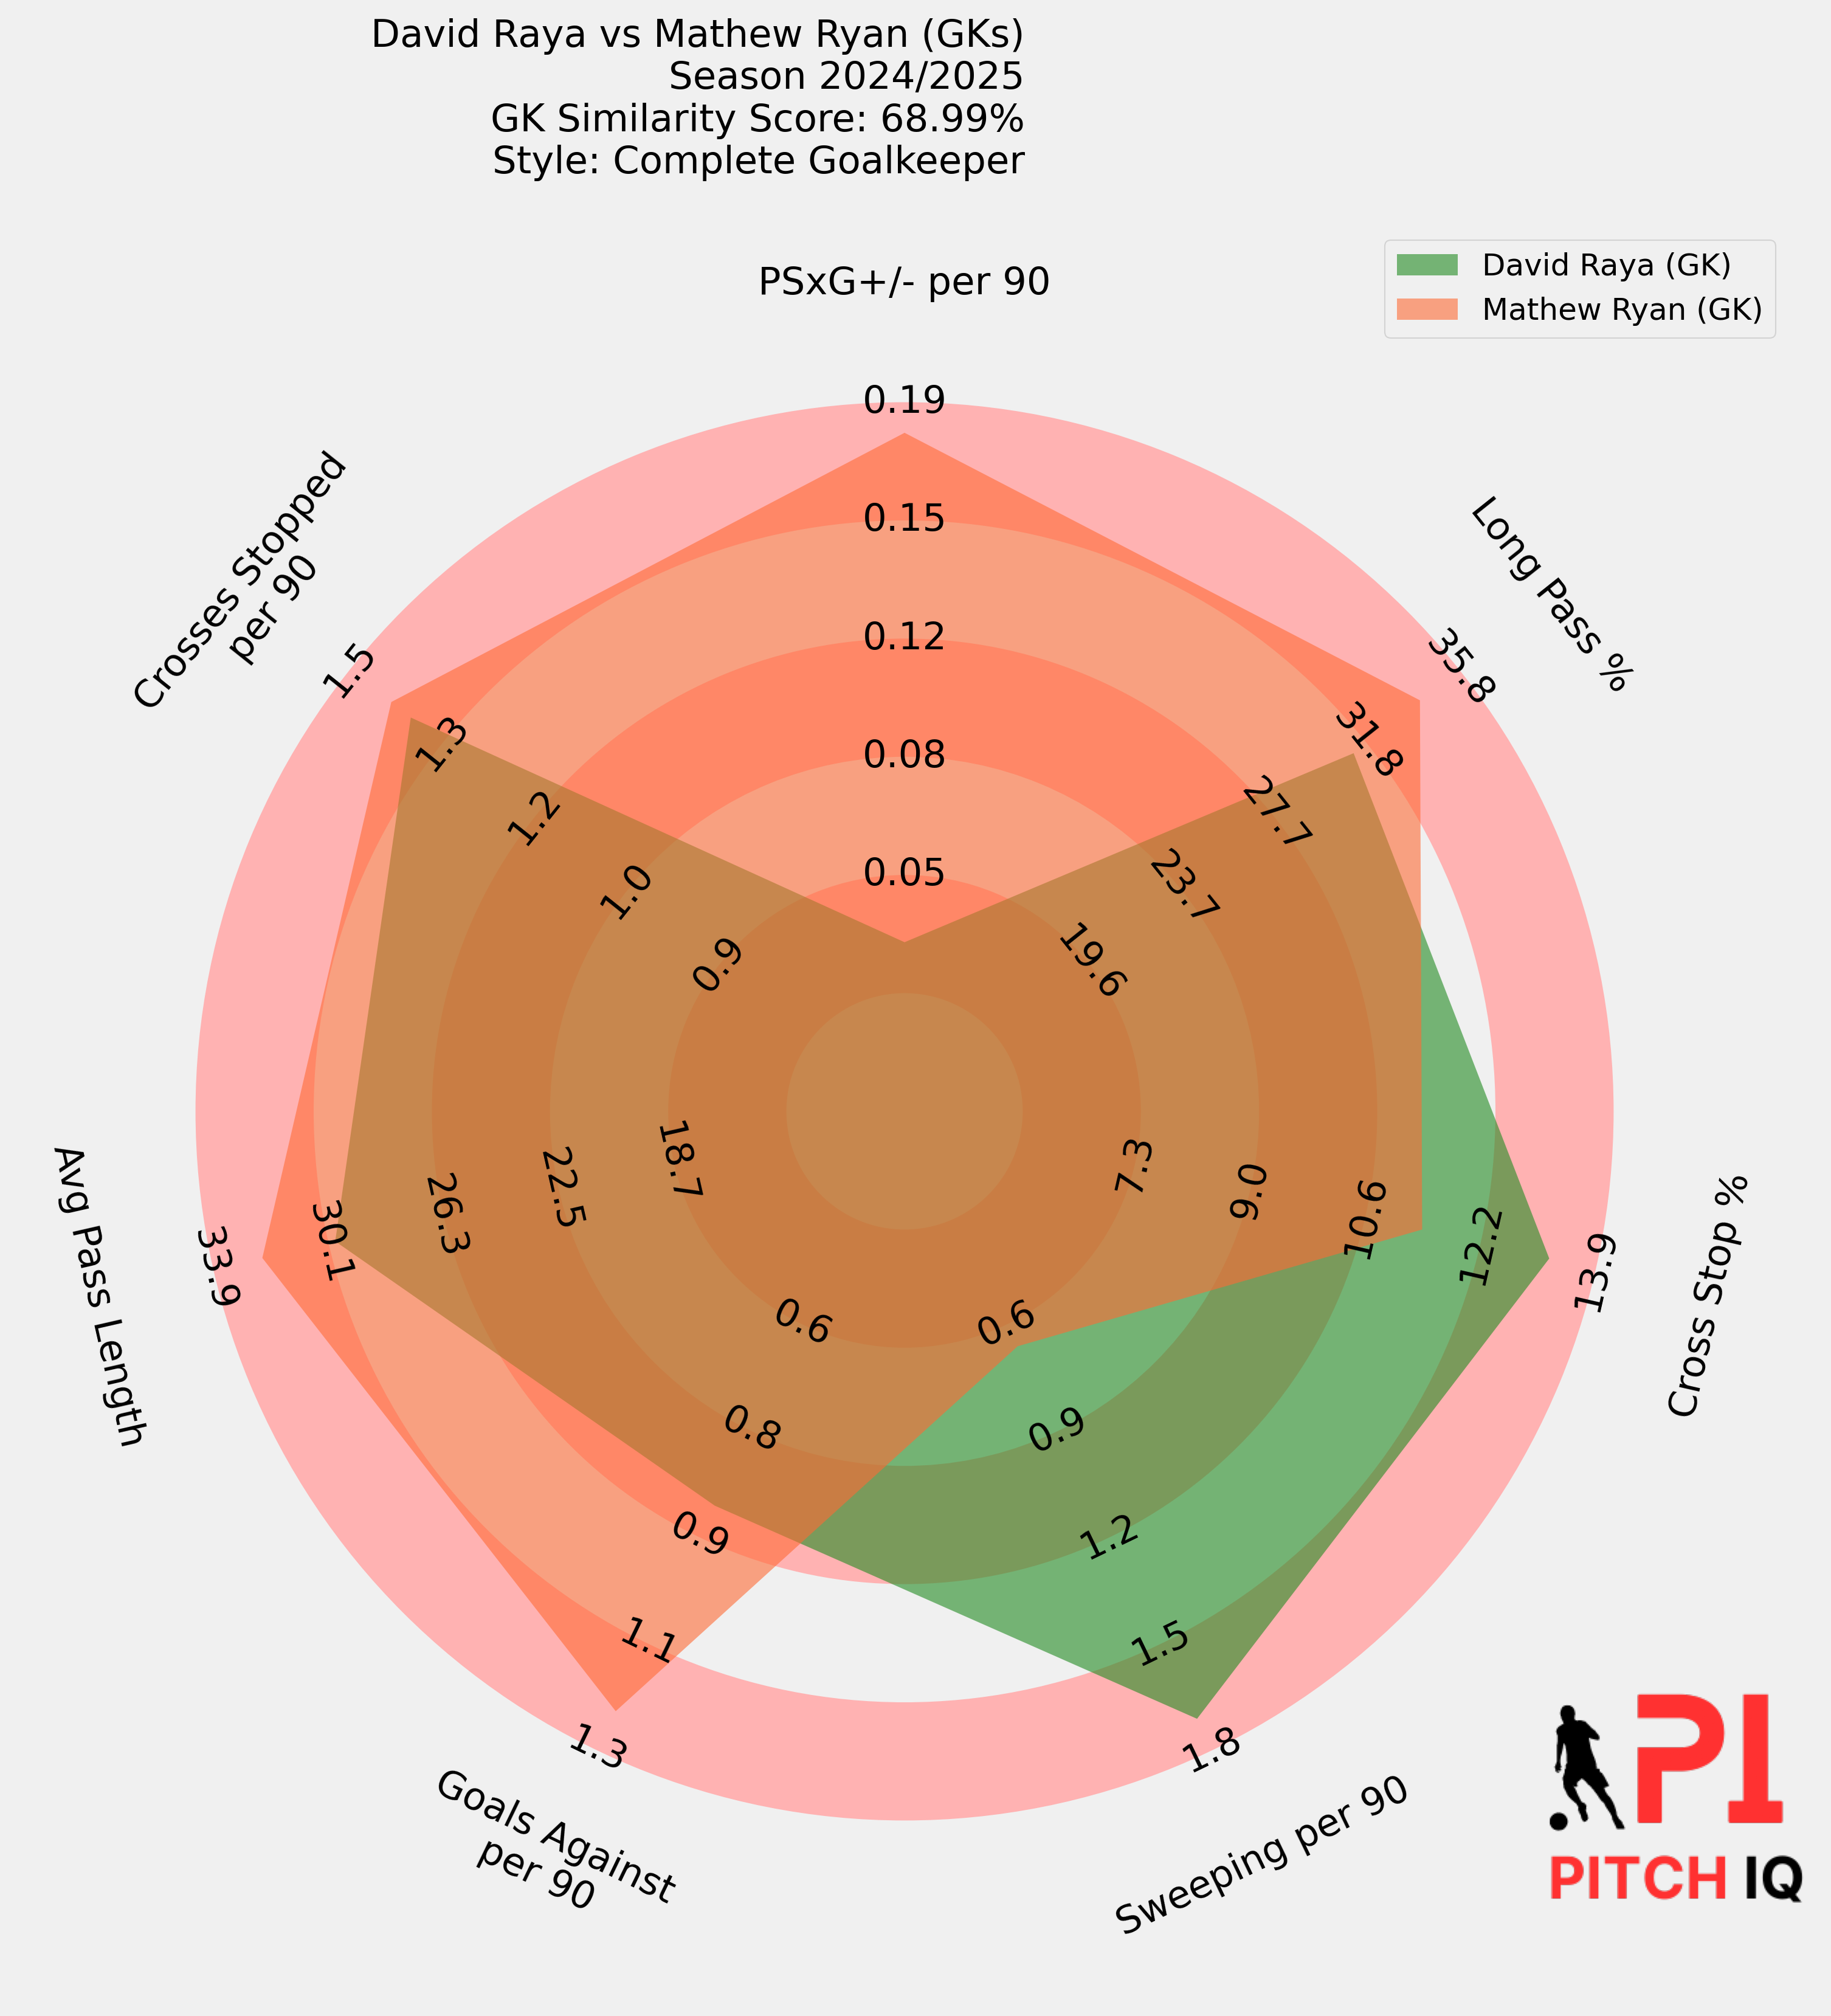 David Raya vs Mathew Ryan (GKs)
Season 2024/2025
GK Similarity Score: 68.99%
Style: Complete Goalkeeper
David Raya (GK)
Mathew Ryan (GK)
PSxG+/- per 90
0.19
0.15
0.12
0.08
0.05
Long Pass %
35.8
31.8
27.7
23.7
19.6
Cross Stop %
7.3
9.0
10.6
12.2
13.9
Sweeping per 90
0.6
0.9
1.2
1.5
1.8
Goals Against
per 90
0.6
0.8
0.9
1.1
1.3
Avg Pass Length
18.7
22.5
26.3
30.1
33.9
Crosses Stopped
per 90
1.5
1.3
1.2
1.0
0.9
PI
PITCH IQ